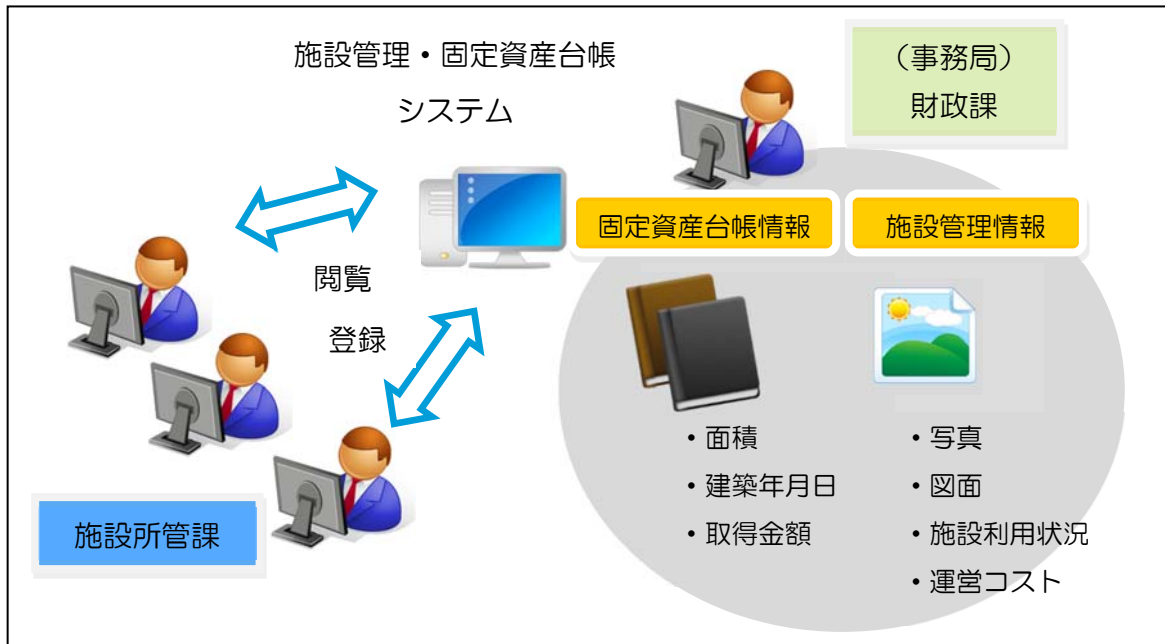 施設管理・固定資産台帳
システム
(事務局)
財政課
固定資産台帳情報
施設管理情報
閲覧
登録
・面積
・建築年月日
・取得金額
・写真
・図面
・施設利用状況
・運営コスト
施設所管課